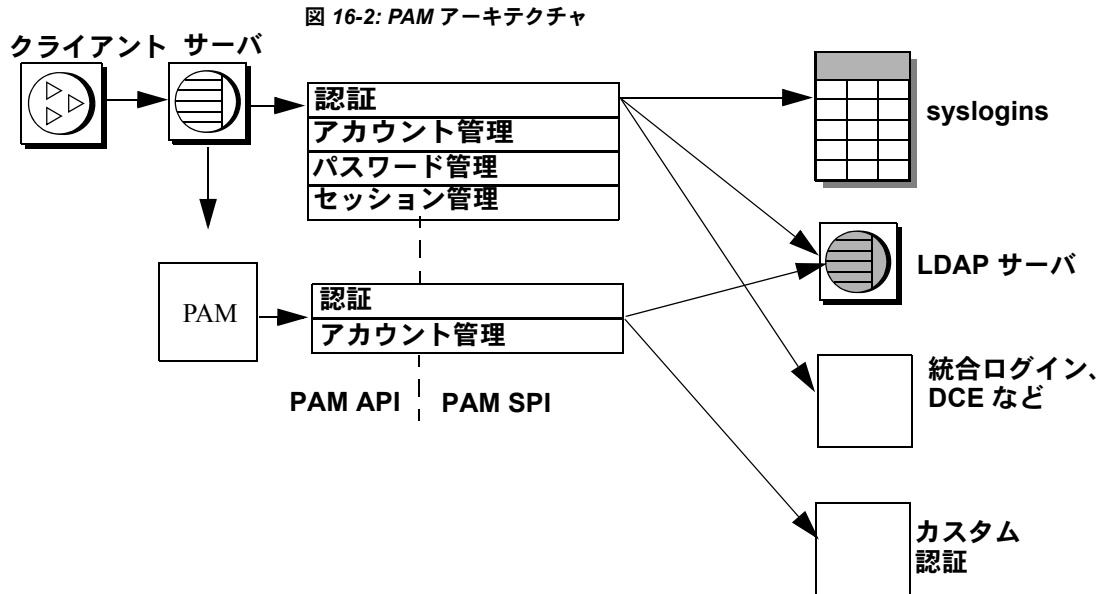 図 16-2: PAM アーキテクチャ
クライアント サーバ
認証
アカウント管理
パスワード管理
セッション管理
syslogins
LDAP サーバ
PAM
認証
アカウント管理
PAM API PAM SPI
統合ログイン、
DCE など
カスタム
認証